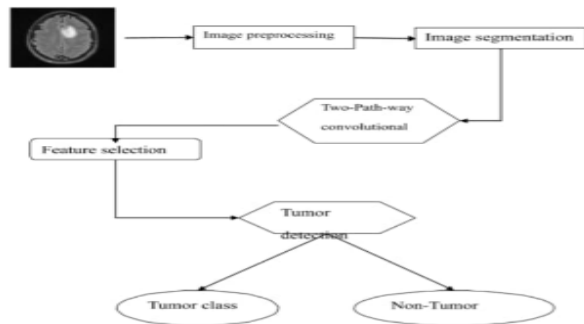 Image preprocessing
Image segmentation
Two-Path-way
convolutional
Feature selection
Tumor
detection
Tumor class
Non-Tumor